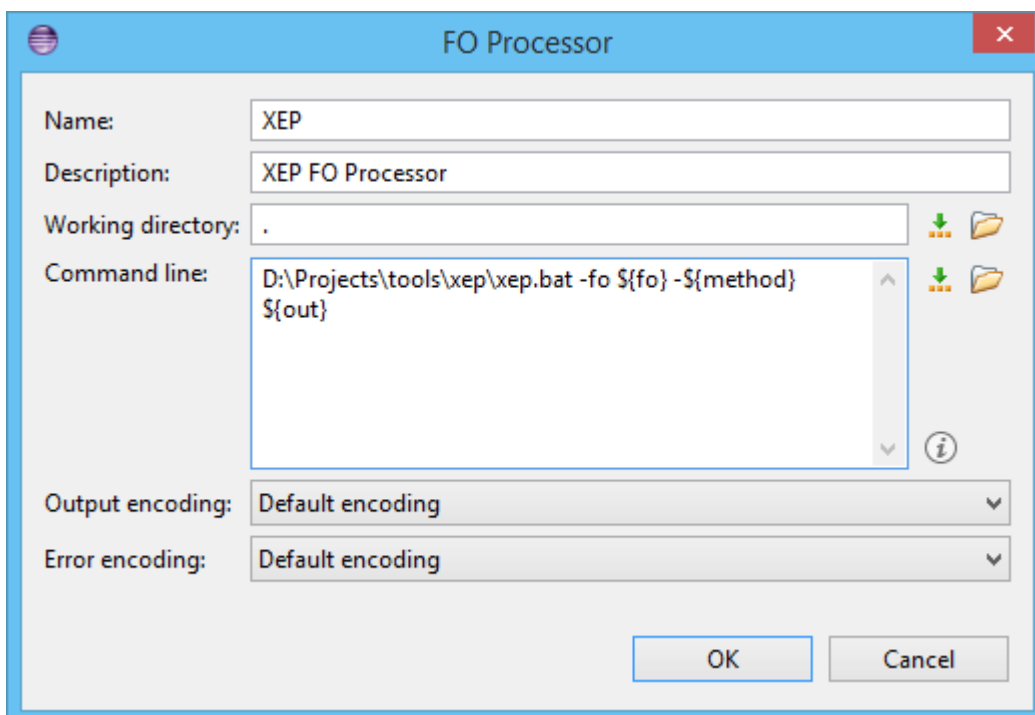 FO Processor
Name:
XEP
Description:
XEP FO Processor
Working directory:
.
Command line:
D:\Projects\tools\xep\xep.bat -fo ${fo} -${method}
${out}
Output encoding:
Default encoding
Error encoding:
Default encoding
OK
Cancel